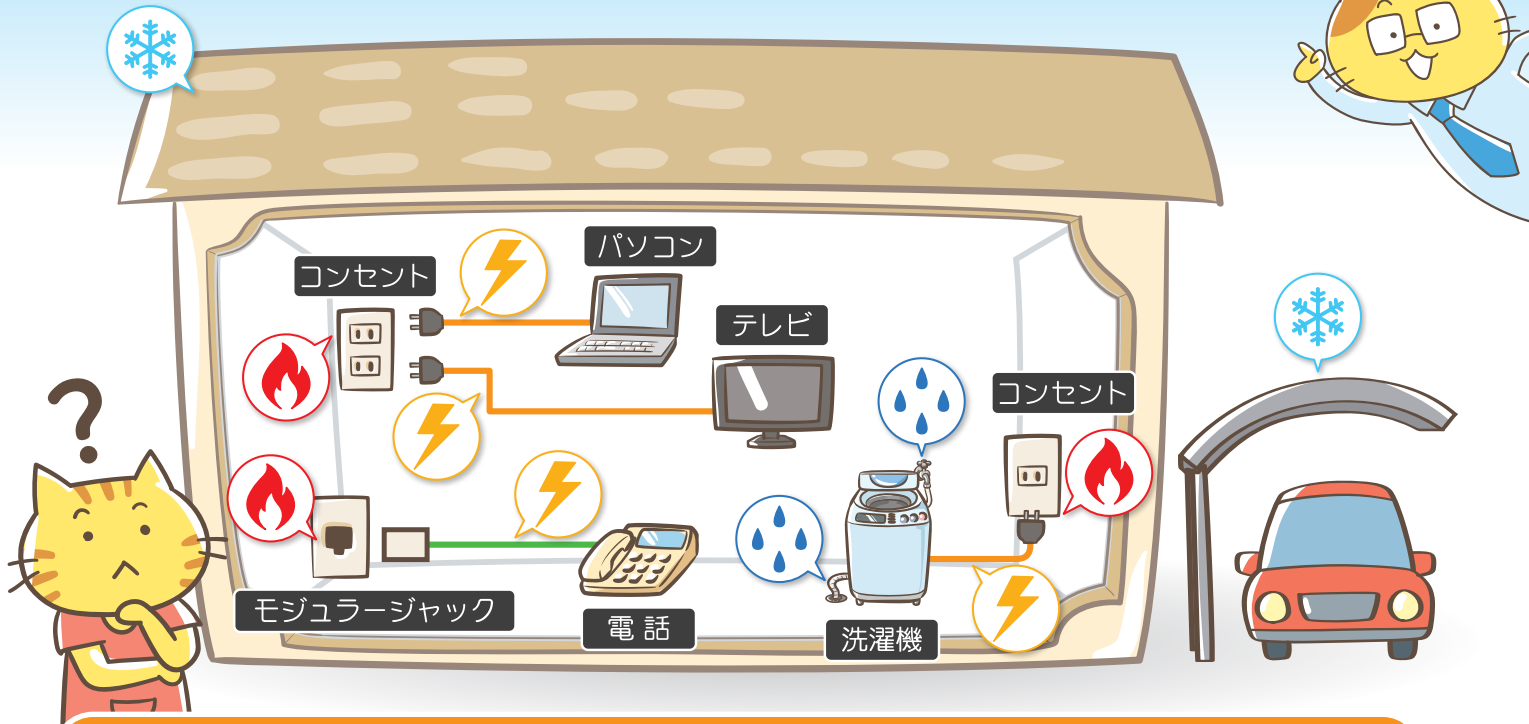 パソコン
コンセント
テレビ
コンセント
?
モジュラージャック
電話
洗濯機